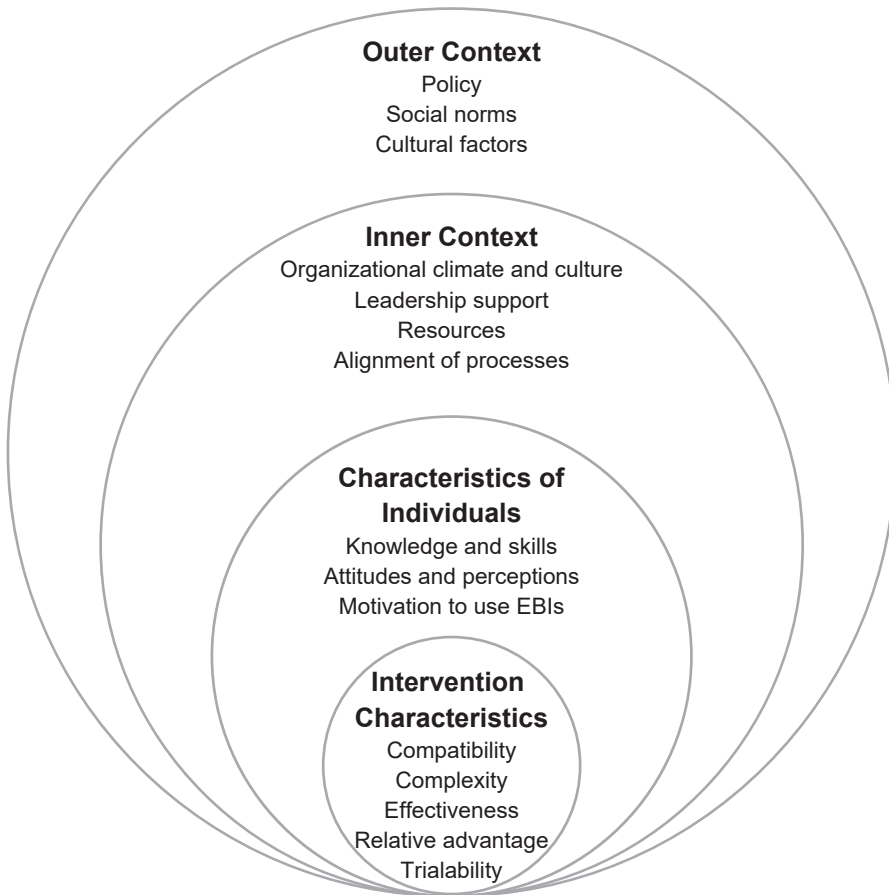 Outer Context
Policy
Social norms
Cultural factors
Inner Context
Organizational climate and culture
Leadership support
Resources
Alignment of processes
Characteristics of
Individuals
Knowledge and skills
Attitudes and perceptions
Motivation to use EBIs
Intervention
Characteristics
Compatibility
Complexity
Effectiveness
Relative advantage
Trialability